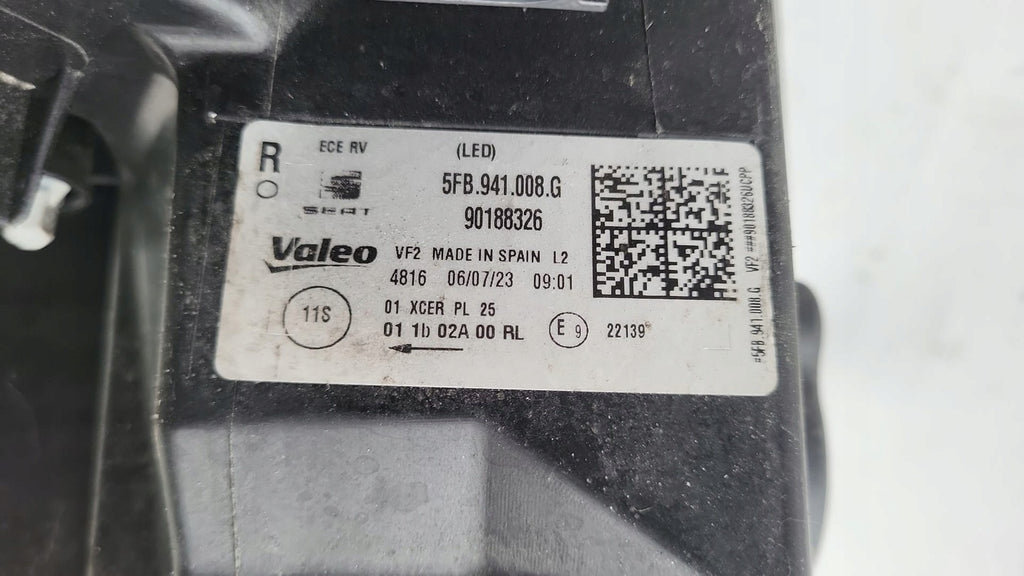 R ECE RV (LED)
SEAT 5FB.941.008.G
90188326
Valeo VF2 MADE IN SPAIN L2
4816 06/07/23 09:01
11S 01 XCER PL 25
01 1b 02A 00 RL E 9 22139
*5FB.941.008.G VF2 ###90188326UCPP